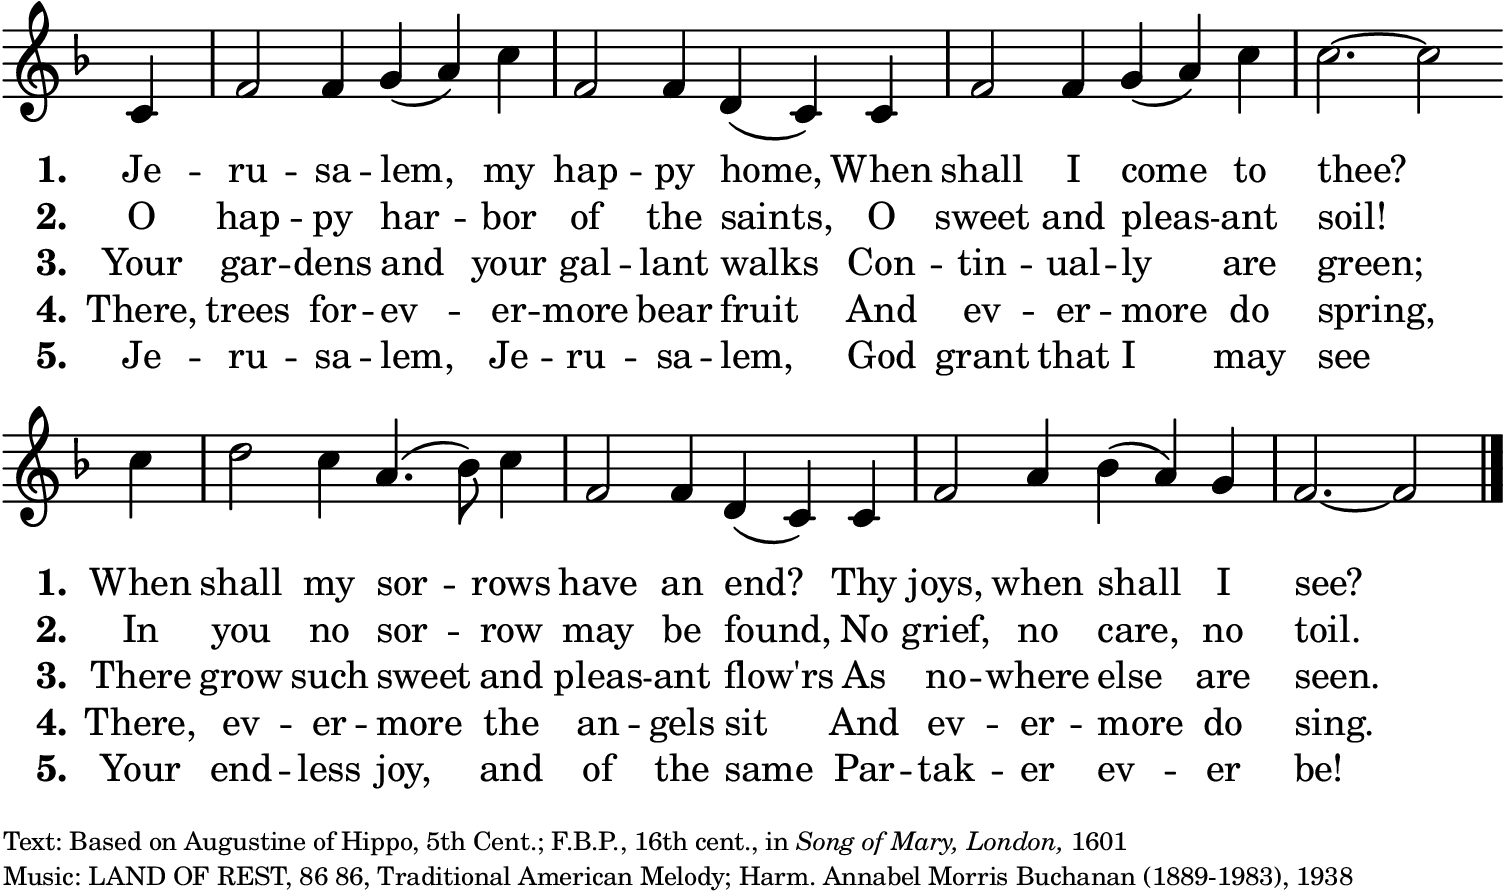 1. Je - ru - sa - lem, my hap - py home, When shall I come to thee?
2. O hap - py har - bor of the saints, O sweet and pleas - ant soil!
3. Your gar - dens and your gal - lant walks Con - tin - ual - ly are green;
4. There, trees for - ev - er - more bear fruit And ev - er - more do spring,
5. Je - ru - sa - lem, Je - ru - sa - lem, God grant that I may see
1. When shall my sor - rows have an end? Thy joys, when shall I see?
2. In you no sor - row may be found, No grief, no care, no toil.
3. There grow such sweet and pleas - ant flow'rs As no - where else are seen.
4. There, ev - er - more the an - gels sit And ev - er - more do sing.
5. Your end - less joy, and of the same Par - tak - er ev - er be!
Text: Based on Augustine of Hippo, 5th Cent.; F.B.P., 16th cent., in Song of Mary, London, 1601
Music: LAND OF REST, 86 86, Traditional American Melody; Harm. Annabel Morris Buchanan (1889-1983), 1938